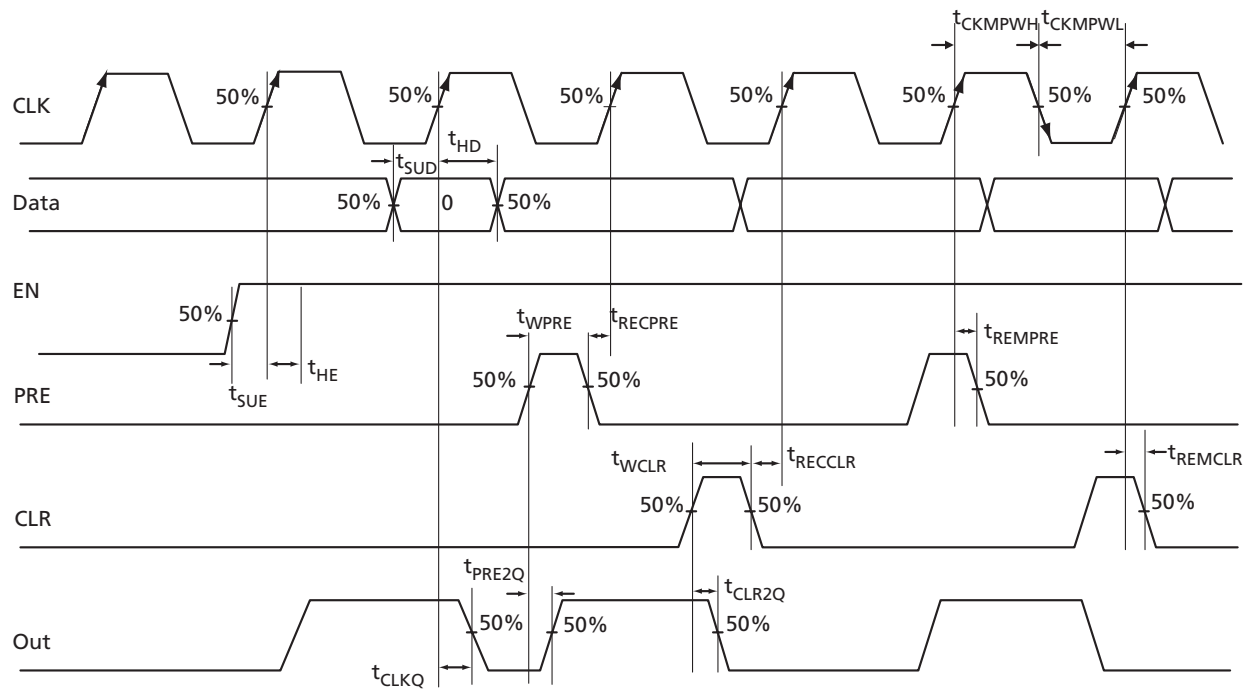 tCKMPWH tCKMPWL
CLK 50% 50% 50% 50% 50% 50% 50%
tSUD tHD
Data 50% 0 50%
EN
50%
tSUE tHE
tWPRE tRECPRE tREMPRE
PRE 50% 50% 50%
tWCLR tRECCLR tREMCLR
CLR 50% 50% 50%
tPRE2Q tCLR2Q
Out 50% 50% 50%
tCLKQ